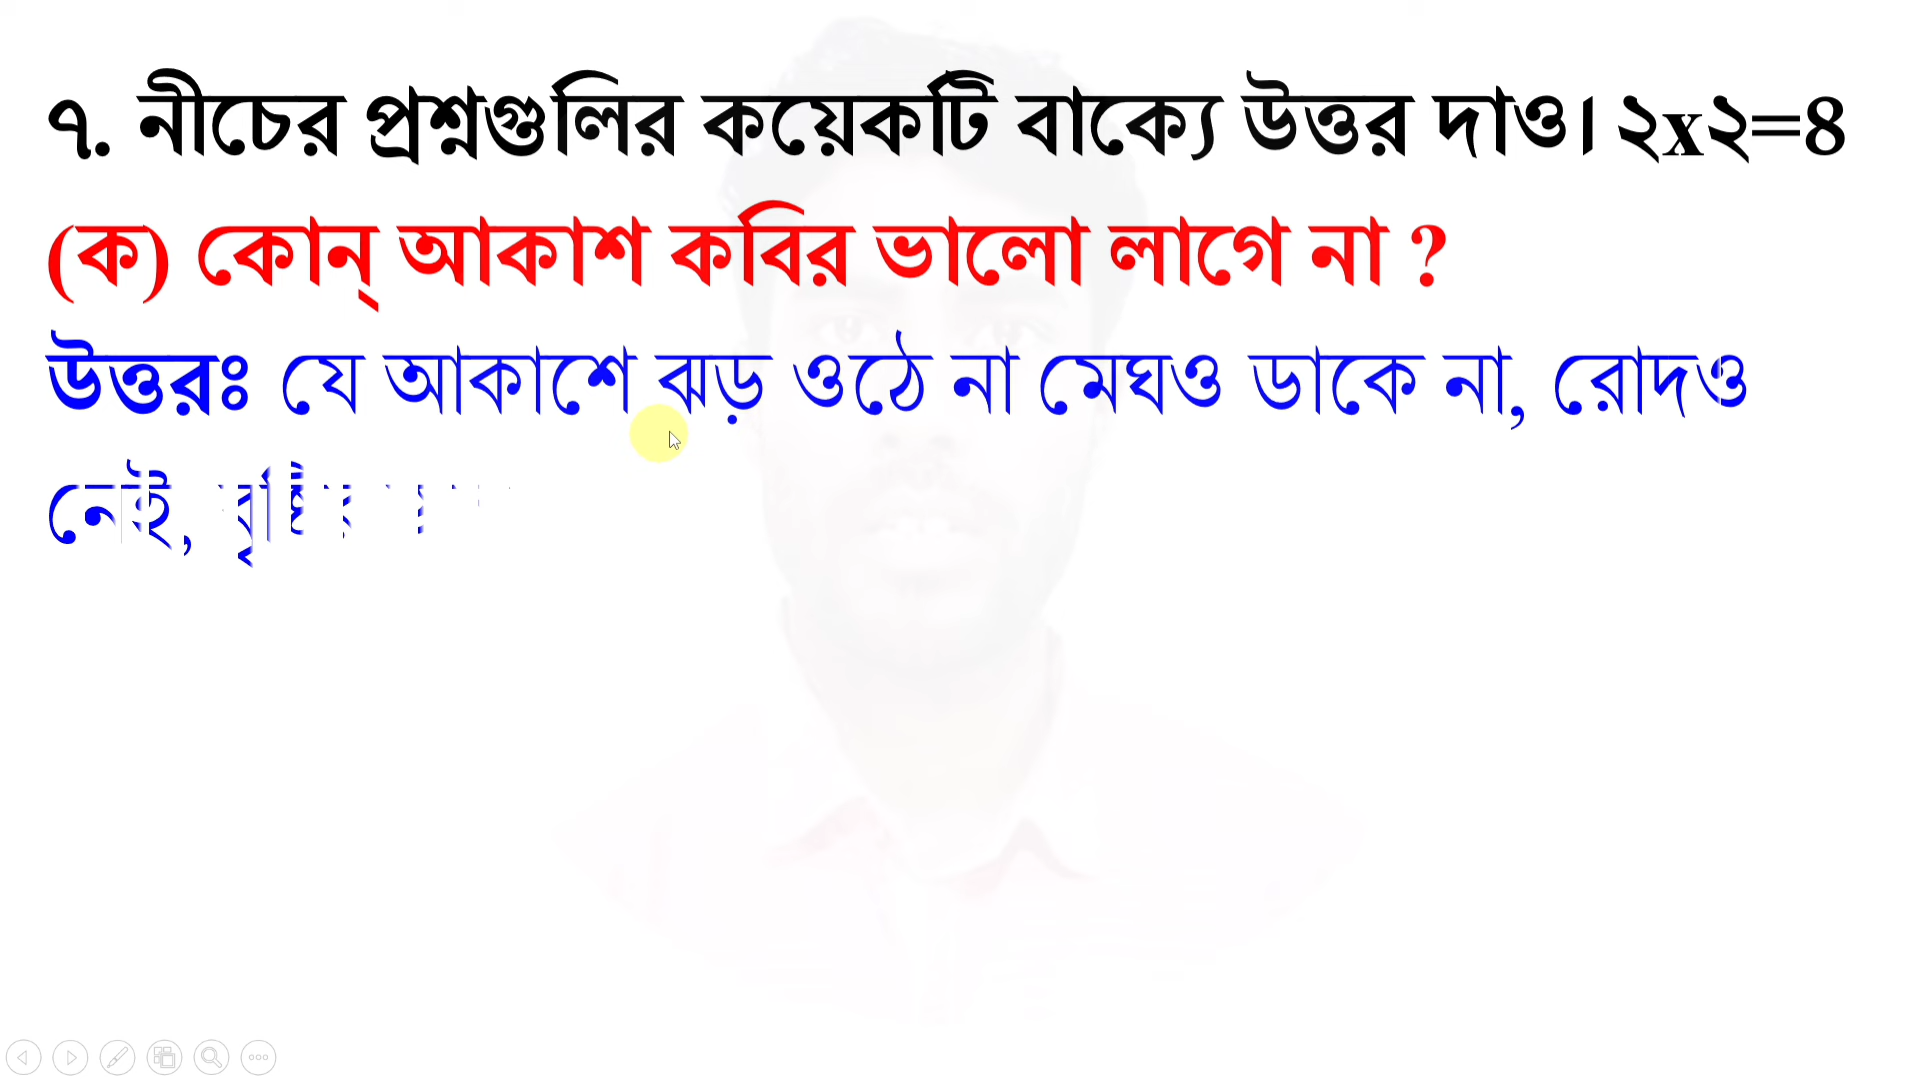 ৭. নীচের প্রশ্নগুলির কয়েকটি বাক্যে উত্তর দাও। ২x২=৪
(ক) কোন্ আকাশ কবির ভালো লাগে না ?
উত্তরঃ যে আকাশে ঝড় ওঠে না মেঘও ডাকে না, রোদও
নেই,